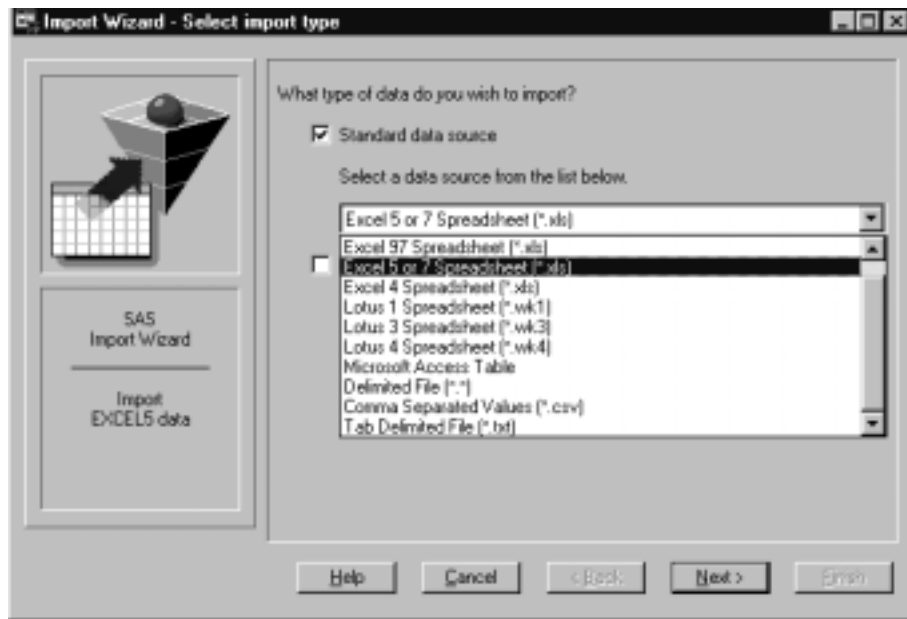 Import Wizard - Select import type
What type of data do you wish to import?
Standard data source
Select a data source from the list below.
Excel 5 or 7 Spreadsheet (*.xls)
Excel 97 Spreadsheet (*.xls)
Excel 5 or 7 Spreadsheet (*.xls)
Excel 4 Spreadsheet (*.xls)
Lotus 1 Spreadsheet (*.wk1)
Lotus 3 Spreadsheet (*.wk3)
Lotus 4 Spreadsheet (*.wk4)
Microsoft Access Table
Delimited File (*.*)
Comma Separated Values (*.csv)
Tab Delimited File (*.txt)
SAS
Import Wizard
Import
EXCEL5 data
Help
Cancel
< Back
Next >
Finish